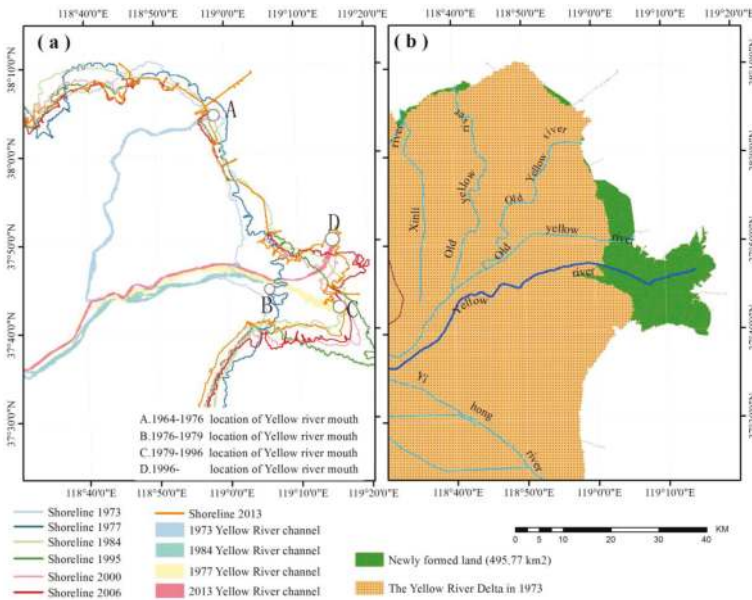 118°40'0"E 118°50'0"E 119°0'0"E 119°10'0"E 119°20'0"E
118°40'0"E 118°50'0"E 119°0'0"E 119°10'0"E 119°20'0"E
( a )
( b )
38°10'0"N
38°0'0"N
37°50'0"N
37°40'0"N
37°30'0"N
A
D
B
C
A.1964-1976 location of Yellow river mouth
B.1976-1979 location of Yellow river mouth
C.1979-1996 location of Yellow river mouth
D.1996- location of Yellow river mouth
river
Xinli
river
yellow
Old
river
Yellow
Old
yellow
river
Old
river
Yellow
Yi
hong
river
118°40'0"E 118°50'0"E 119°0'0"E 119°10'0"E 119°20'0"E
118°40'0"E 118°50'0"E 119°0'0"E 119°10'0"E
Shoreline 1973
Shoreline 1977
Shoreline 1984
Shoreline 1995
Shoreline 2000
Shoreline 2006
Shoreline 2013
1973 Yellow River channel
1984 Yellow River channel
1977 Yellow River channel
2013 Yellow River channel
0 5 10 20 30 40 KM
Newly formed land (495.77 km2)
The Yellow River Delta in 1973